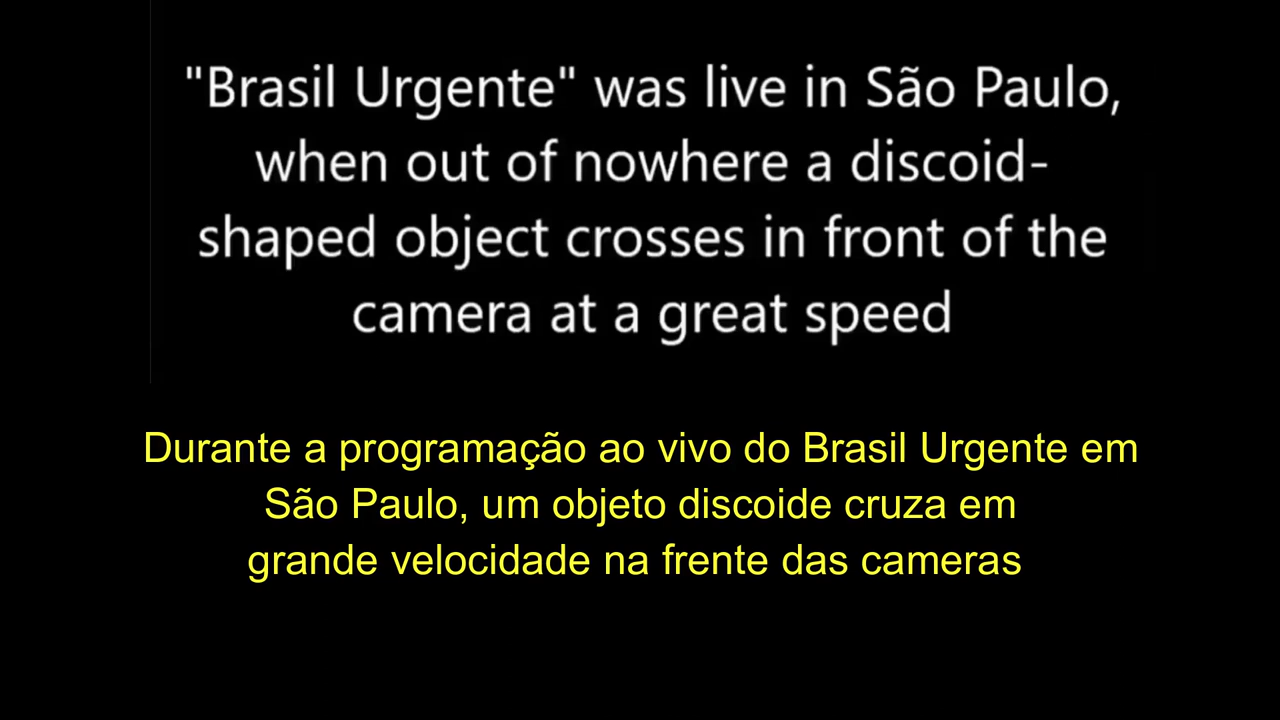 "Brasil Urgente" was live in São Paulo,
when out of nowhere a discoid-
shaped object crosses in front of the
camera at a great speed
Durante a programação ao vivo do Brasil Urgente em
São Paulo, um objeto discoide cruza em
grande velocidade na frente das cameras